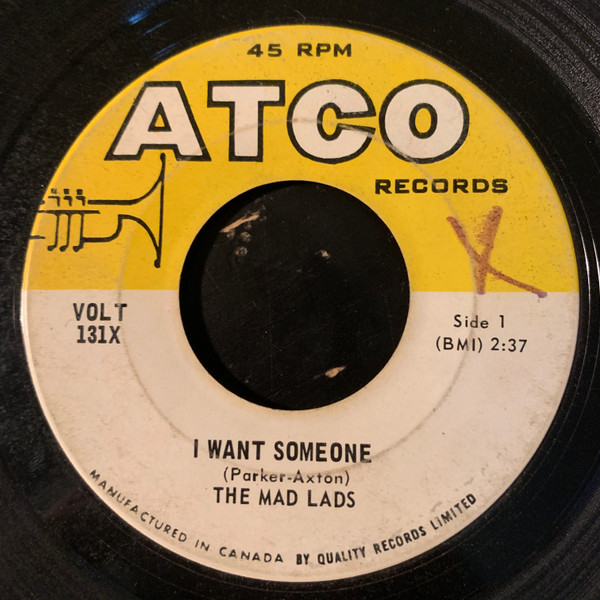 45 RPM
ATCO
RECORDS
X
VOLT
131X
Side 1
(BMI) 2:37
I WANT SOMEONE
(Parker-Axton)
THE MAD LADS
MANUFACTURED IN CANADA BY QUALITY RECORDS LIMITED